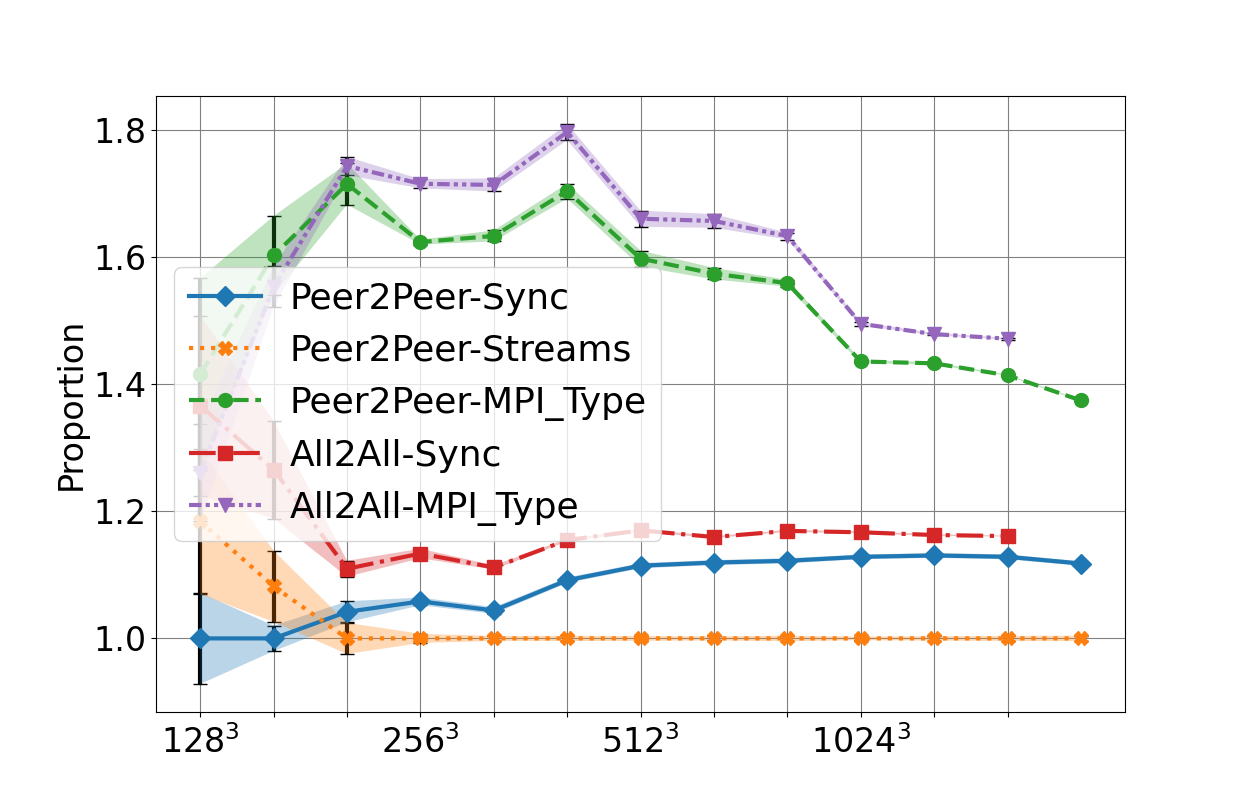 1.8
1.6
1.4
1.2
1.0
Proportion
Peer2Peer-Sync
Peer2Peer-Streams
Peer2Peer-MPI_Type
All2All-Sync
All2All-MPI_Type
128³ 256³ 512³ 1024³